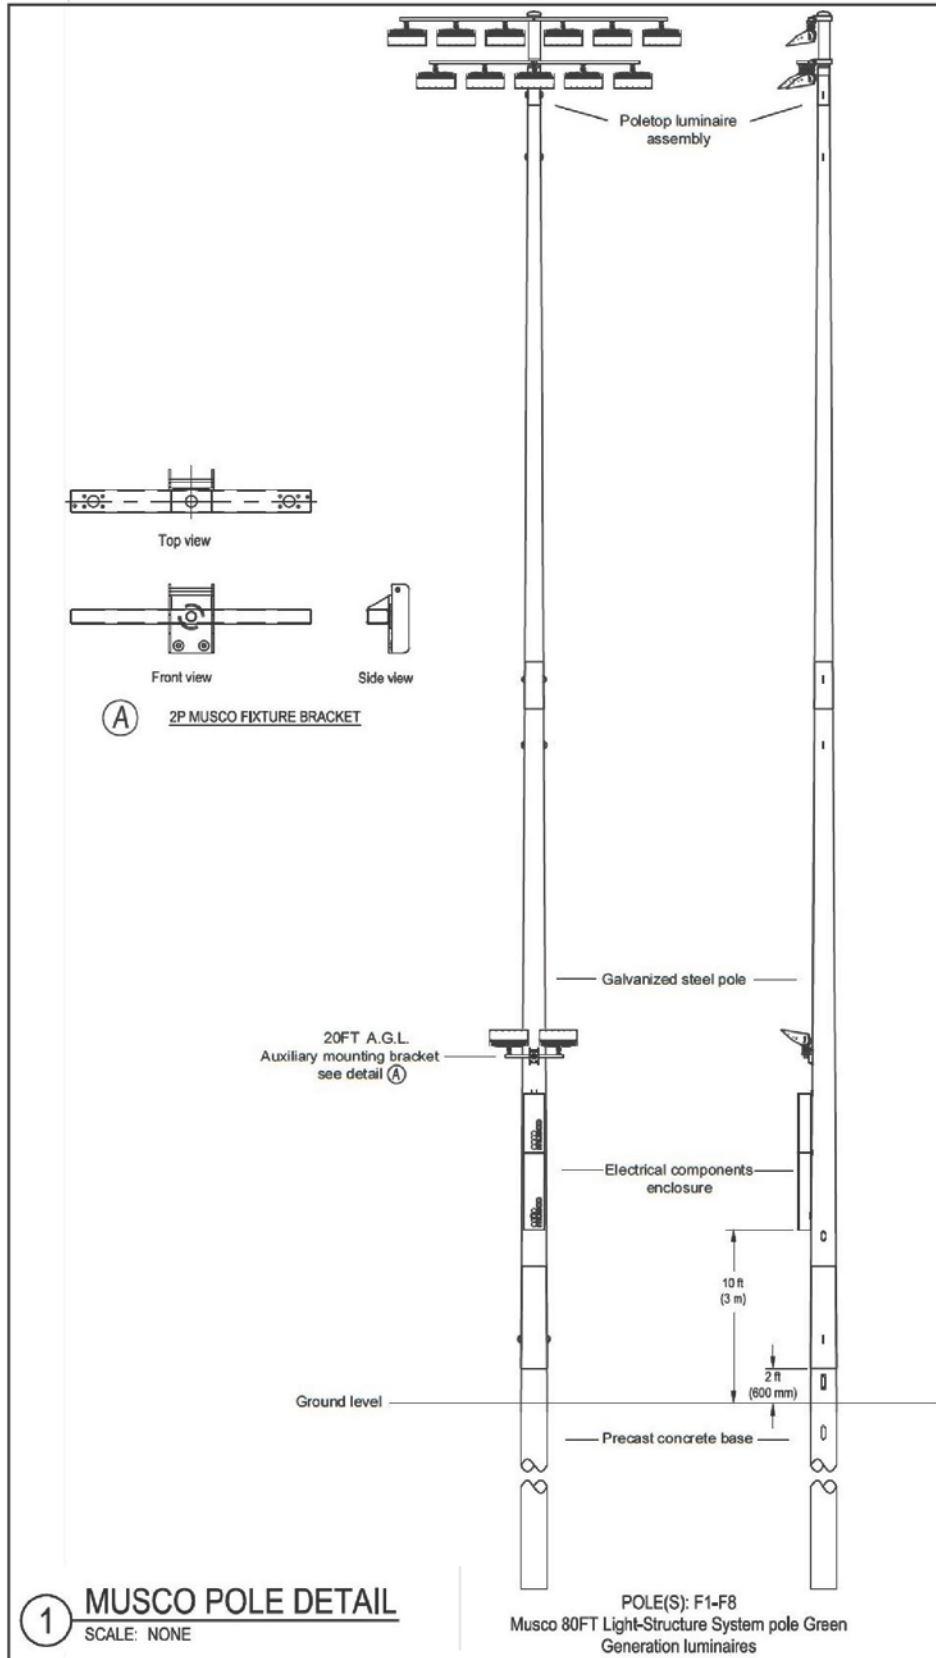 Poletop luminaire
assembly
Top view
Front view
Side view
A
2P MUSCO FIXTURE BRACKET
Galvanized steel pole
20FT A.G.L.
Auxiliary mounting bracket
see detail A
MUSCO
MUSCO
Electrical components
enclosure
10 ft
(3 m)
2 ft
(600 mm)
Ground level
Precast concrete base
1
MUSCO POLE DETAIL
SCALE: NONE
POLE(S): F1-F8
Musco 80FT Light-Structure System pole Green
Generation luminaires